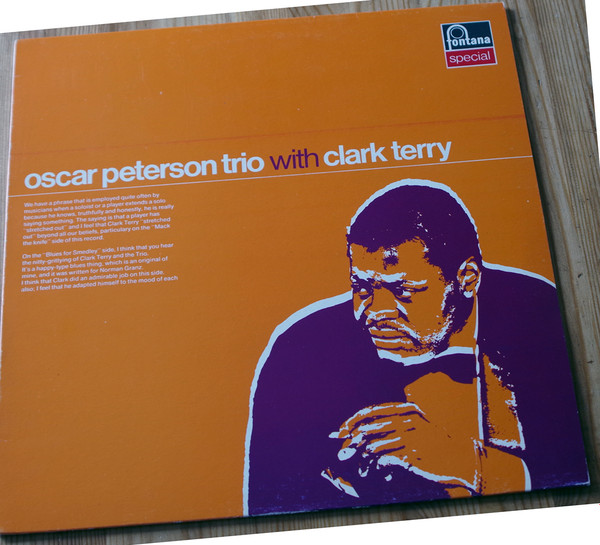 fontana
special
oscar peterson trio with clark terry
We have a phrase that is employed quite often by
musicians when a soloist or a player extends a solo
because he knows, truthfully and honestly, he is really
saying something. The saying is that a player has
"stretched out" and I feel that Clark Terry "stretched
out" beyond all our beliefs, particulary on the "Mack
the knife" side of this record.
On the "Blues for Smedley" side, I think that you hear
the nitty-grittying of Clark Terry and the Trio.
It's a happy-type blues thing, which is an original of
mine, and it was written for Norman Granz.
I think that Clark did an admirable job on this side,
also, I feel that he adapted himself to the mood of each